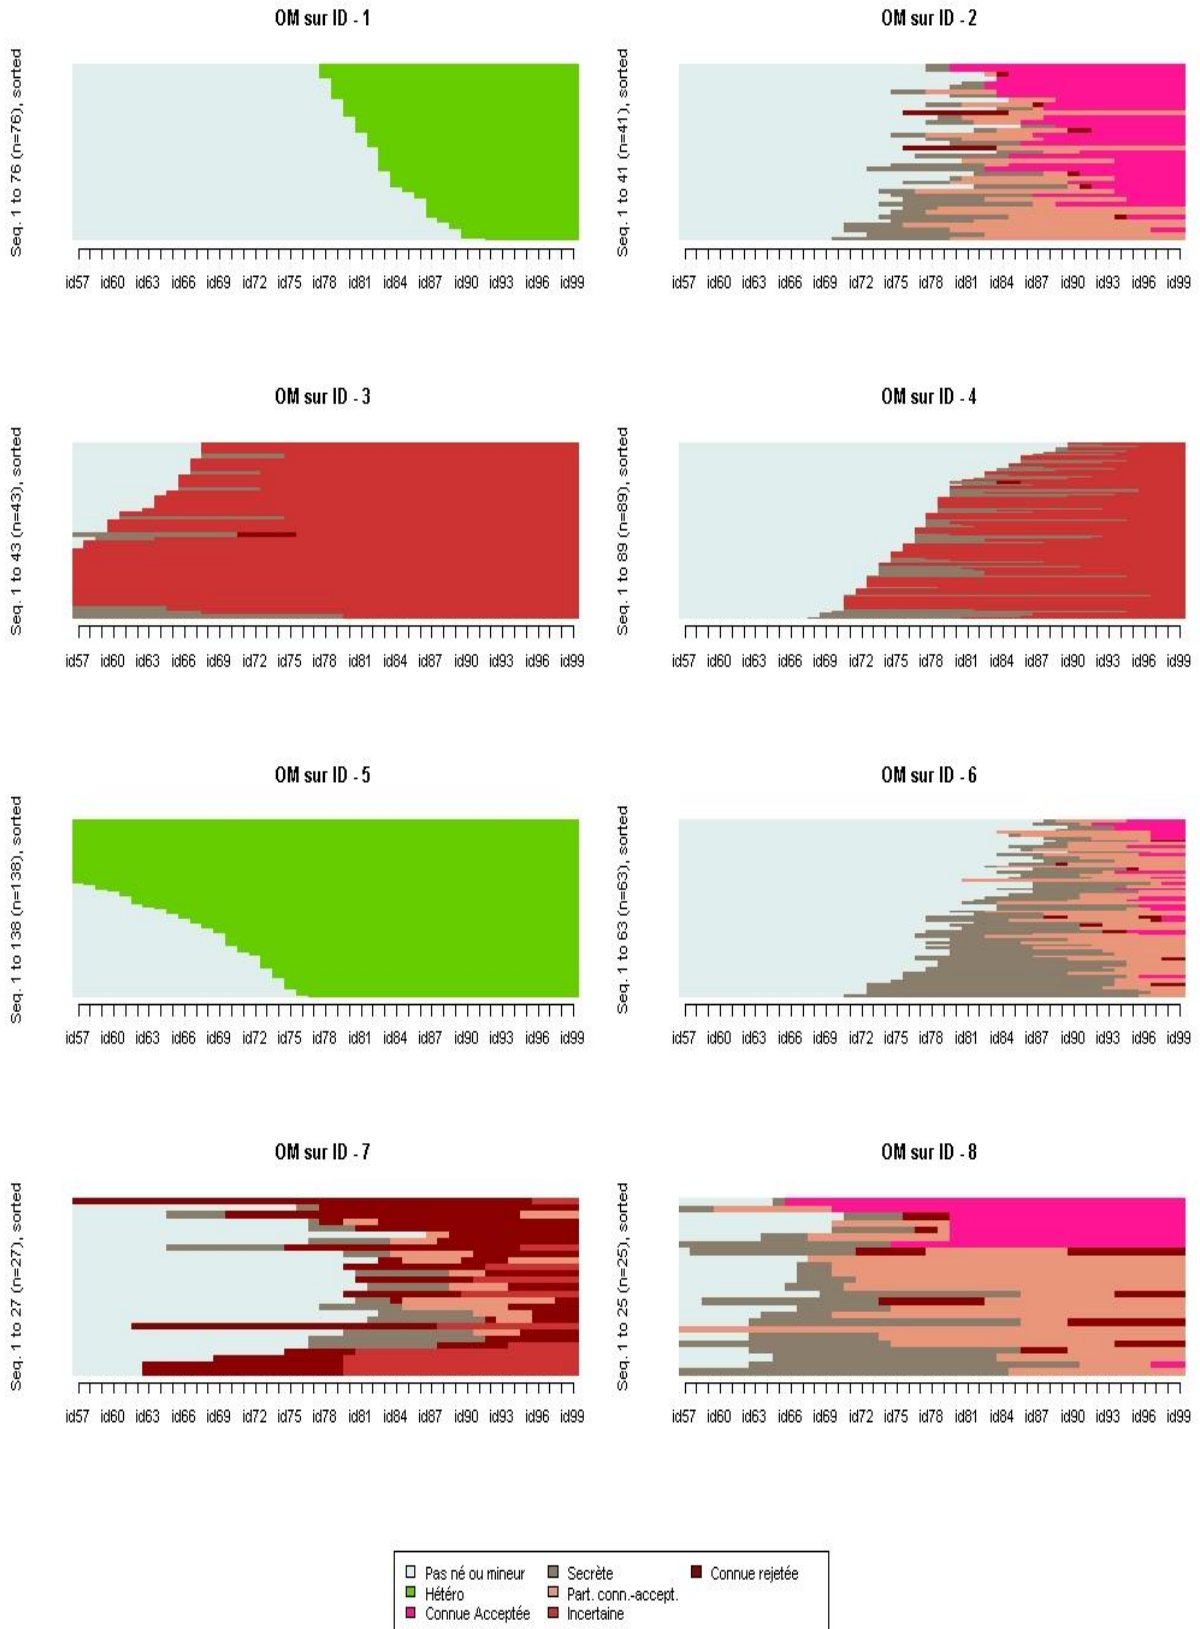 OM sur ID - 1
Seq. 1 to 76 (n=76), sorted
id57 id60 id63 id66 id69 id72 id75 id78 id81 id84 id87 id90 id93 id96 id99
OM sur ID - 2
Seq. 1 to 41 (n=41), sorted
id57 id60 id63 id66 id69 id72 id75 id78 id81 id84 id87 id90 id93 id96 id99
OM sur ID - 3
Seq. 1 to 43 (n=43), sorted
id57 id60 id63 id66 id69 id72 id75 id78 id81 id84 id87 id90 id93 id96 id99
OM sur ID - 4
Seq. 1 to 89 (n=89), sorted
id57 id60 id63 id66 id69 id72 id75 id78 id81 id84 id87 id90 id93 id96 id99
OM sur ID - 5
Seq. 1 to 138 (n=138), sorted
id57 id60 id63 id66 id69 id72 id75 id78 id81 id84 id87 id90 id93 id96 id99
OM sur ID - 6
Seq. 1 to 63 (n=63), sorted
id57 id60 id63 id66 id69 id72 id75 id78 id81 id84 id87 id90 id93 id96 id99
OM sur ID - 7
Seq. 1 to 27 (n=27), sorted
id57 id60 id63 id66 id69 id72 id75 id78 id81 id84 id87 id90 id93 id96 id99
OM sur ID - 8
Seq. 1 to 25 (n=25), sorted
id57 id60 id63 id66 id69 id72 id75 id78 id81 id84 id87 id90 id93 id96 id99
Pas né ou mineur
Hétéro
Connue Acceptée
Secrète
Part. conn.-accept.
Incertaine
Connue rejetée